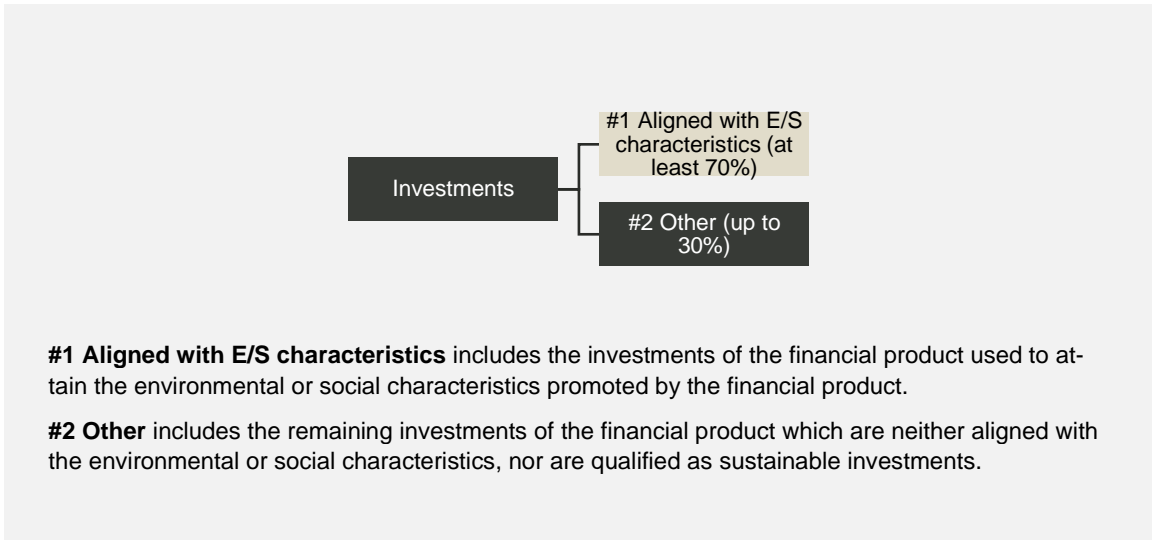 #1 Aligned with E/S
characteristics (at
least 70%)
Investments
#2 Other (up to
30%)
#1 Aligned with E/S characteristics includes the investments of the financial product used to at-
tain the environmental or social characteristics promoted by the financial product.
#2 Other includes the remaining investments of the financial product which are neither aligned with
the environmental or social characteristics, nor are qualified as sustainable investments.